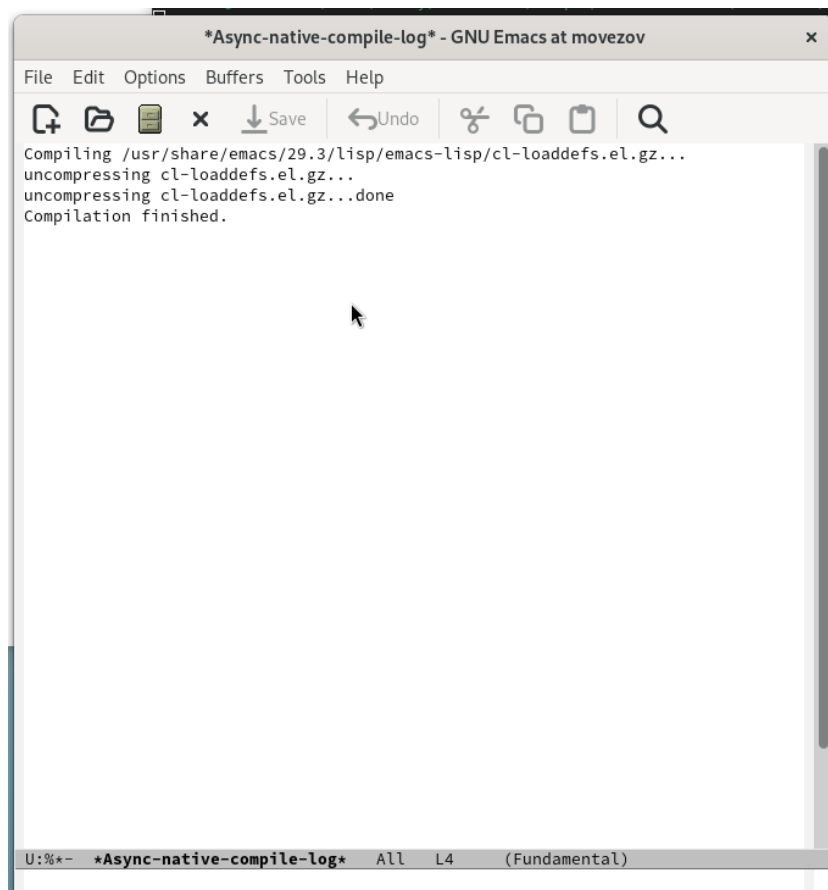 *Async-native-compile-log* - GNU Emacs at movezov
File Edit Options Buffers Tools Help
Save Undo
Compiling /usr/share/emacs/29.3/lisp/emacs-lisp/cl-loaddefs.el.gz...
uncompressing cl-loaddefs.el.gz...
uncompressing cl-loaddefs.el.gz...done
Compilation finished.
U:%*- *Async-native-compile-log* All L4 (Fundamental)